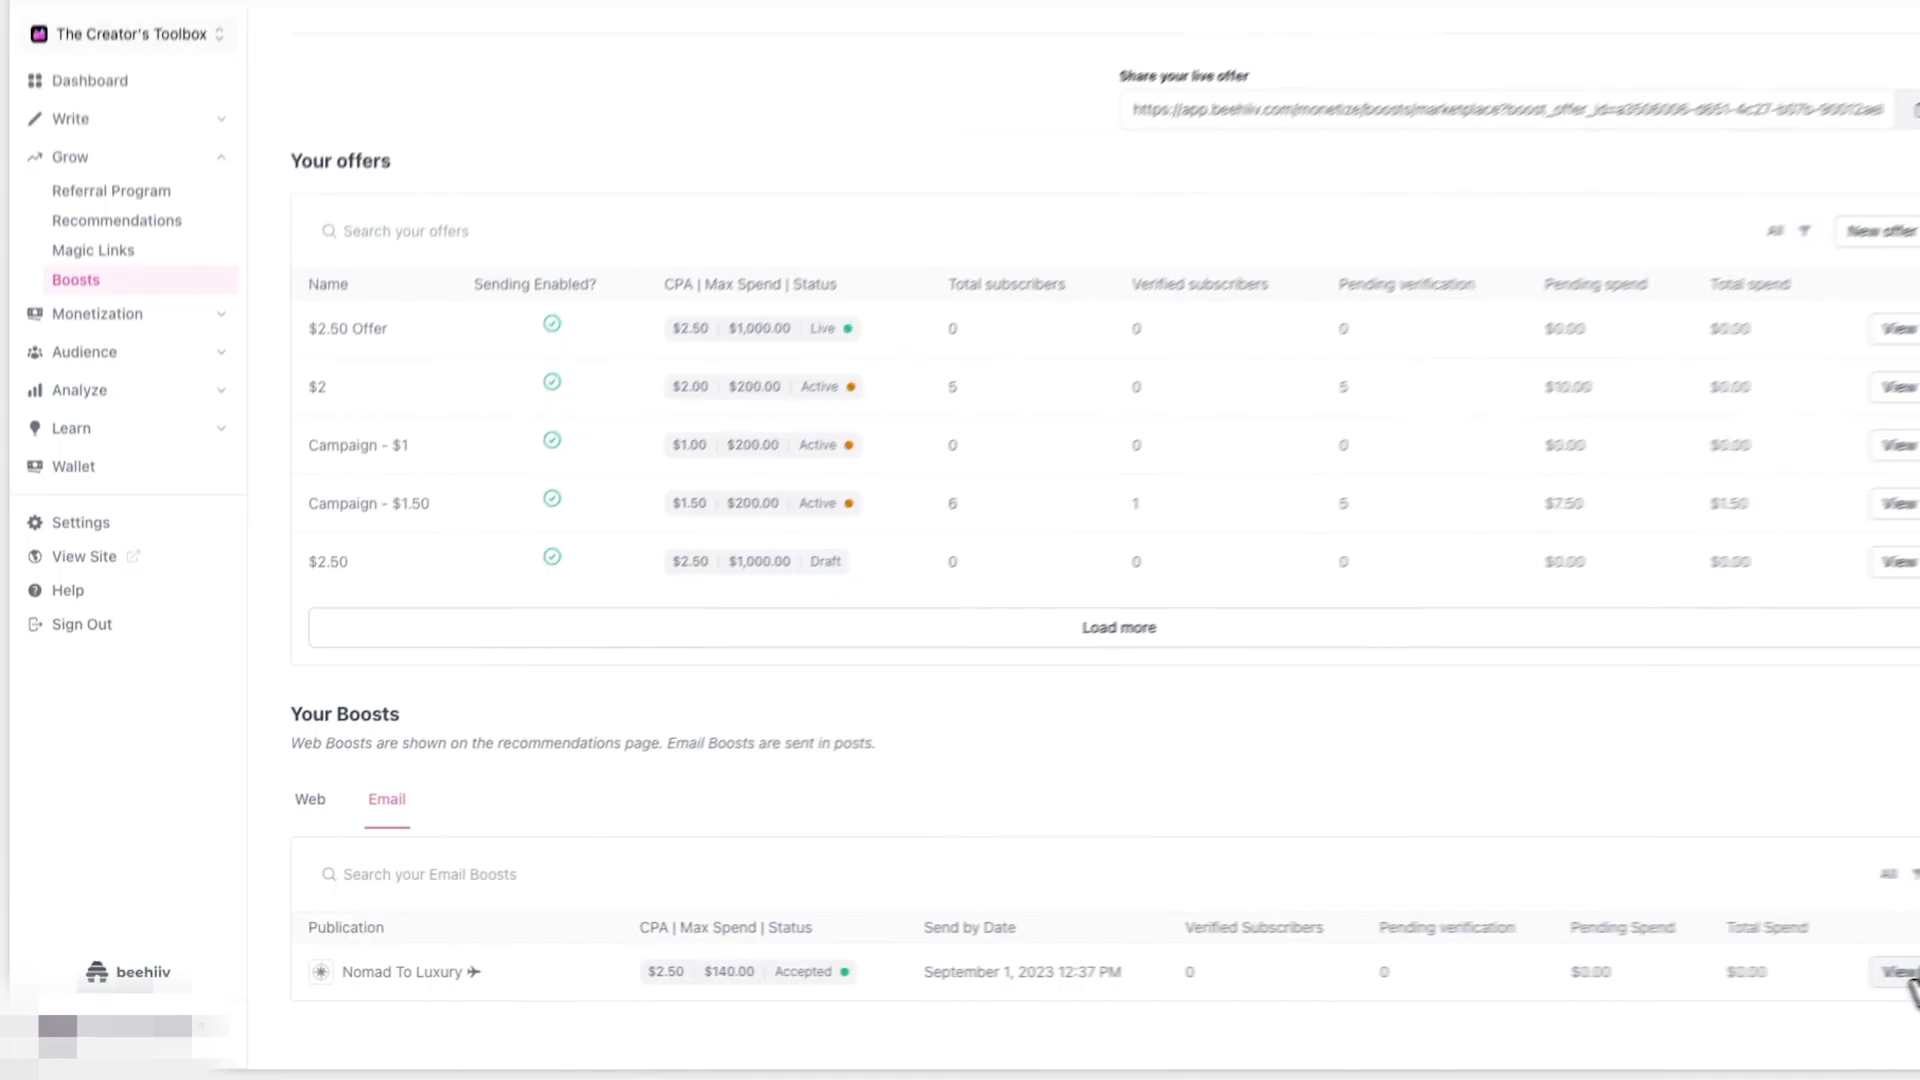 The Creator's Toolbox
Dashboard
Write
Grow
Referral Program
Recommendations
Magic Links
Boosts
Monetization
Audience
Analyze
Learn
Wallet
Settings
View Site
Help
Sign Out
beehiiv
Share your live offer
Your offers
Search your offers
All
New offer
Name Sending Enabled? CPA | Max Spend | Status Total subscribers Verified subscribers Pending verification Pending spend Total spend
$2.50 Offer $2.50 $1,000.00 Live 0 0 0 $0.00 $0.00 View
$2 $2.00 $200.00 Active 5 0 5 $10.00 $0.00 View
Campaign - $1 $1.00 $200.00 Active 0 0 0 $0.00 $0.00 View
Campaign - $1.50 $1.50 $200.00 Active 6 1 5 $7.50 $1.50 View
$2.50 $2.50 $1,000.00 Draft 0 0 0 $0.00 $0.00 View
Load more
Your Boosts
Web Boosts are shown on the recommendations page. Email Boosts are sent in posts.
Web Email
Search your Email Boosts
All
Publication CPA | Max Spend | Status Send by Date Verified Subscribers Pending verification Pending Spend Total Spend
Nomad To Luxury ✈ $2.50 $140.00 Accepted September 1, 2023 12:37 PM 0 0 $0.00 $0.00 View